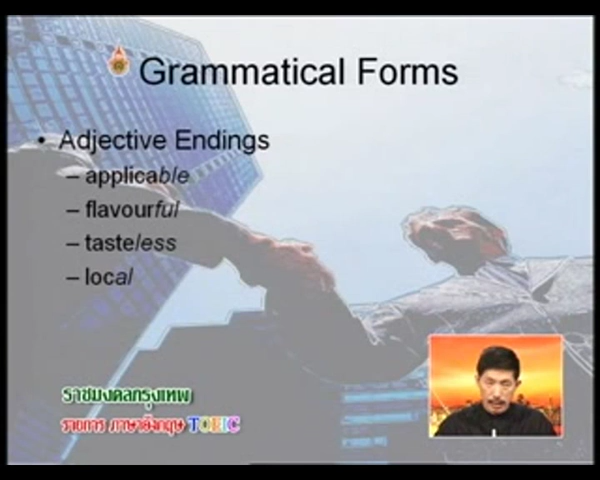 Grammatical Forms
• Adjective Endings
– applicable
– flavourful
– tasteless
– local
ราชมงคลกรุงเทพ
รายการ ภาษาอังกฤษ TOEIC